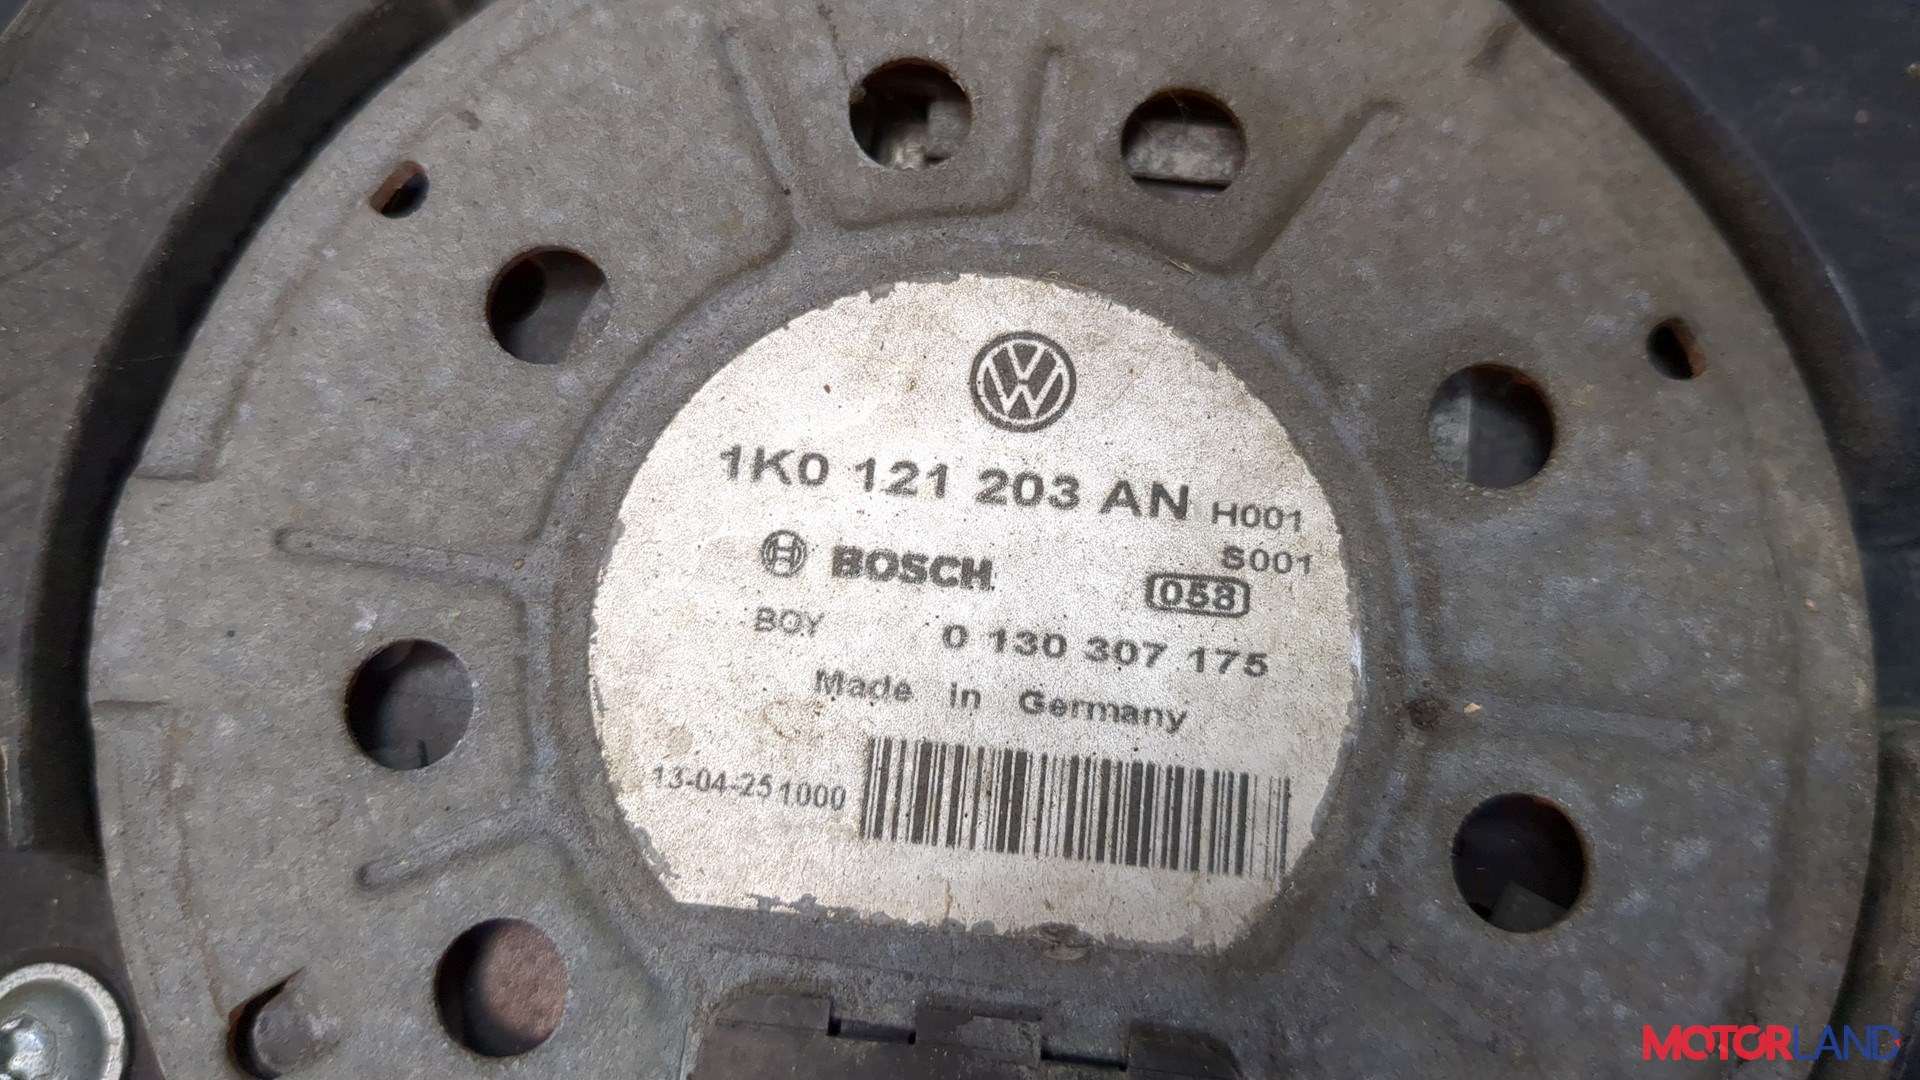 1K0 121 203 AN H001
S001
BOSCH
058
BQY 0 130 307 175
Made in Germany
13-04-25 1000
MOTORLAND